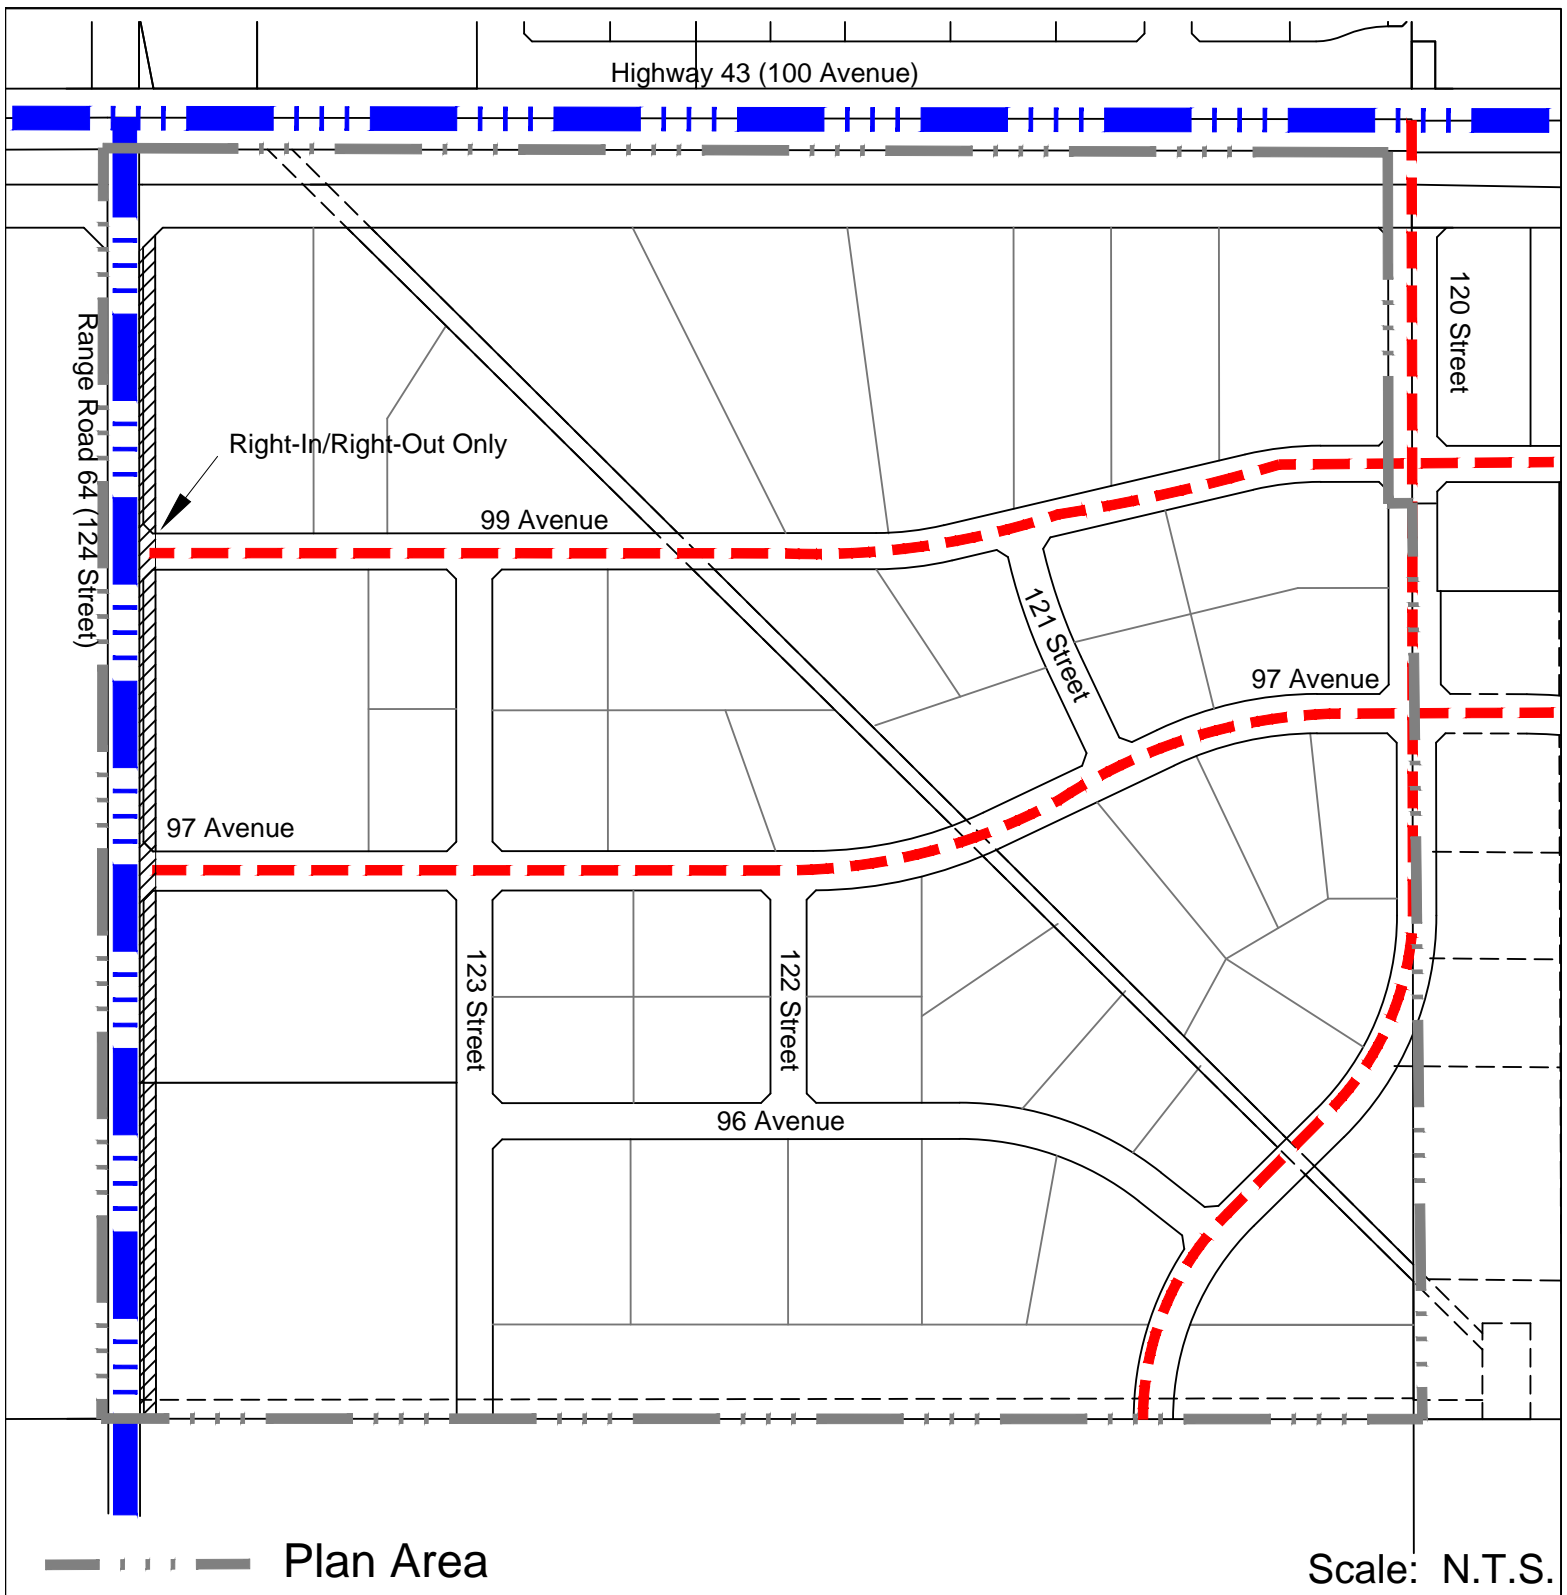 Highway 43 (100 Avenue)
120 Street
Range Road 64 (124 Street)
Right-In/Right-Out Only
99 Avenue
121 Street
97 Avenue
97 Avenue
123 Street
122 Street
96 Avenue
Plan Area
Scale: N.T.S.